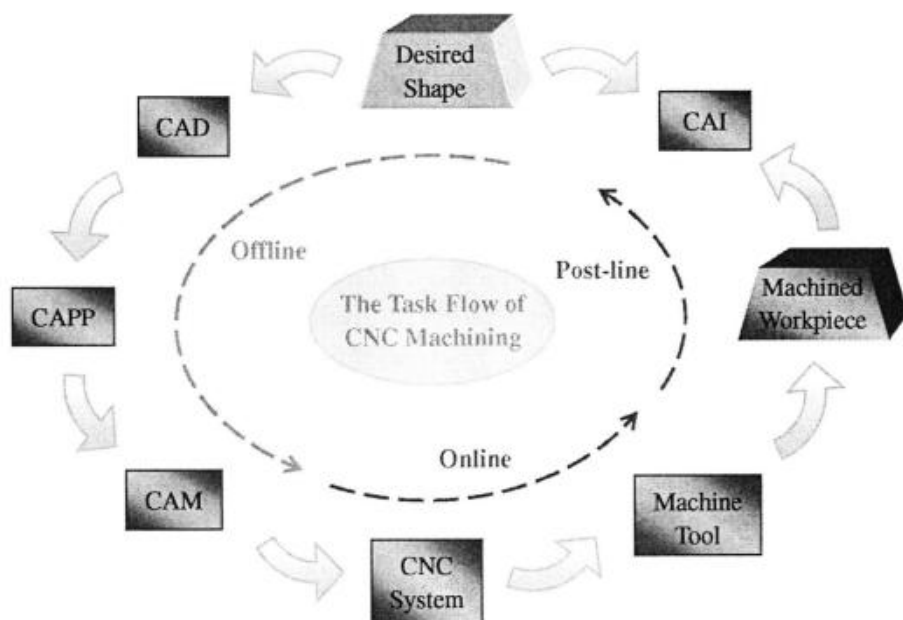 Desired
Shape
CAD
CAI
Offline
Post-line
CAPP
The Task Flow of
CNC Machining
Machined
Workpiece
Online
CAM
Machine
Tool
CNC
System